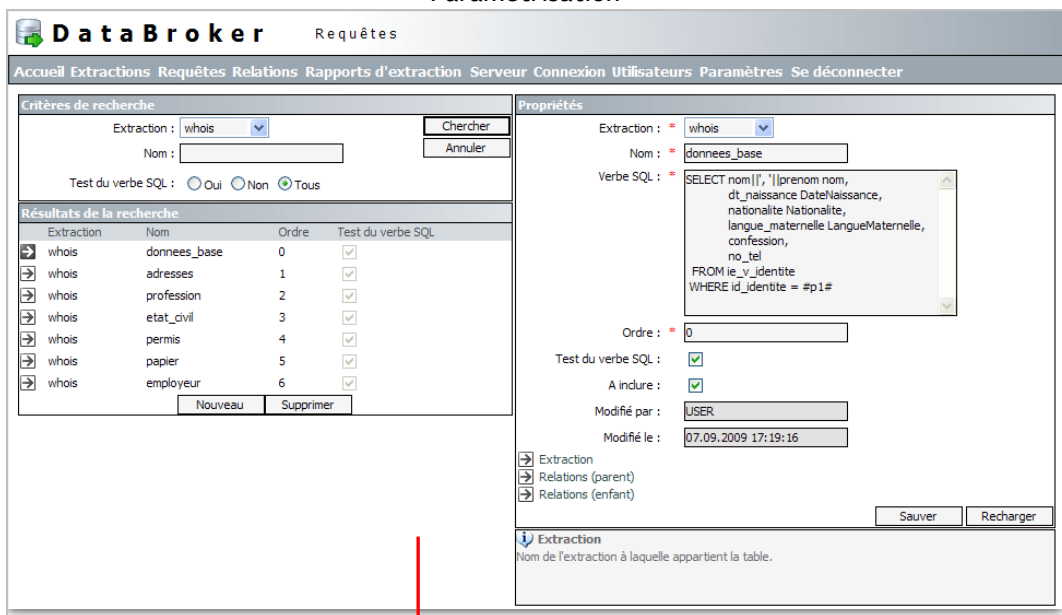 Paramétrisation
DataBroker Requêtes
Accueil Extractions Requêtes Relations Rapports d'extraction Serveur Connexion Utilisateurs Paramètres Se déconnecter
Critères de recherche
Extraction : whois Chercher
Nom : Annuler
Test du verbe SQL : Oui Non Tous
Résultats de la recherche
Extraction Nom Ordre Test du verbe SQL
whois donnees_base 0
whois adresses 1
whois profession 2
whois etat_civil 3
whois permis 4
whois papier 5
whois employeur 6
Nouveau Supprimer
Propriétés
Extraction : * whois
Nom : * donnees_base
Verbe SQL : * SELECT nom||', '||prenom nom,
dt_naissance DateNaissance,
nationalite Nationalite,
langue_maternelle LangueMaternelle,
confession,
no_tel
FROM ie_v_identite
WHERE id_identite = #p1#
Ordre : * 0
Test du verbe SQL :
A inclure :
Modifié par : USER
Modifié le : 07.09.2009 17:19:16
Extraction
Relations (parent)
Relations (enfant)
Sauver Recharger
Extraction
Nom de l'extraction à laquelle appartient la table.